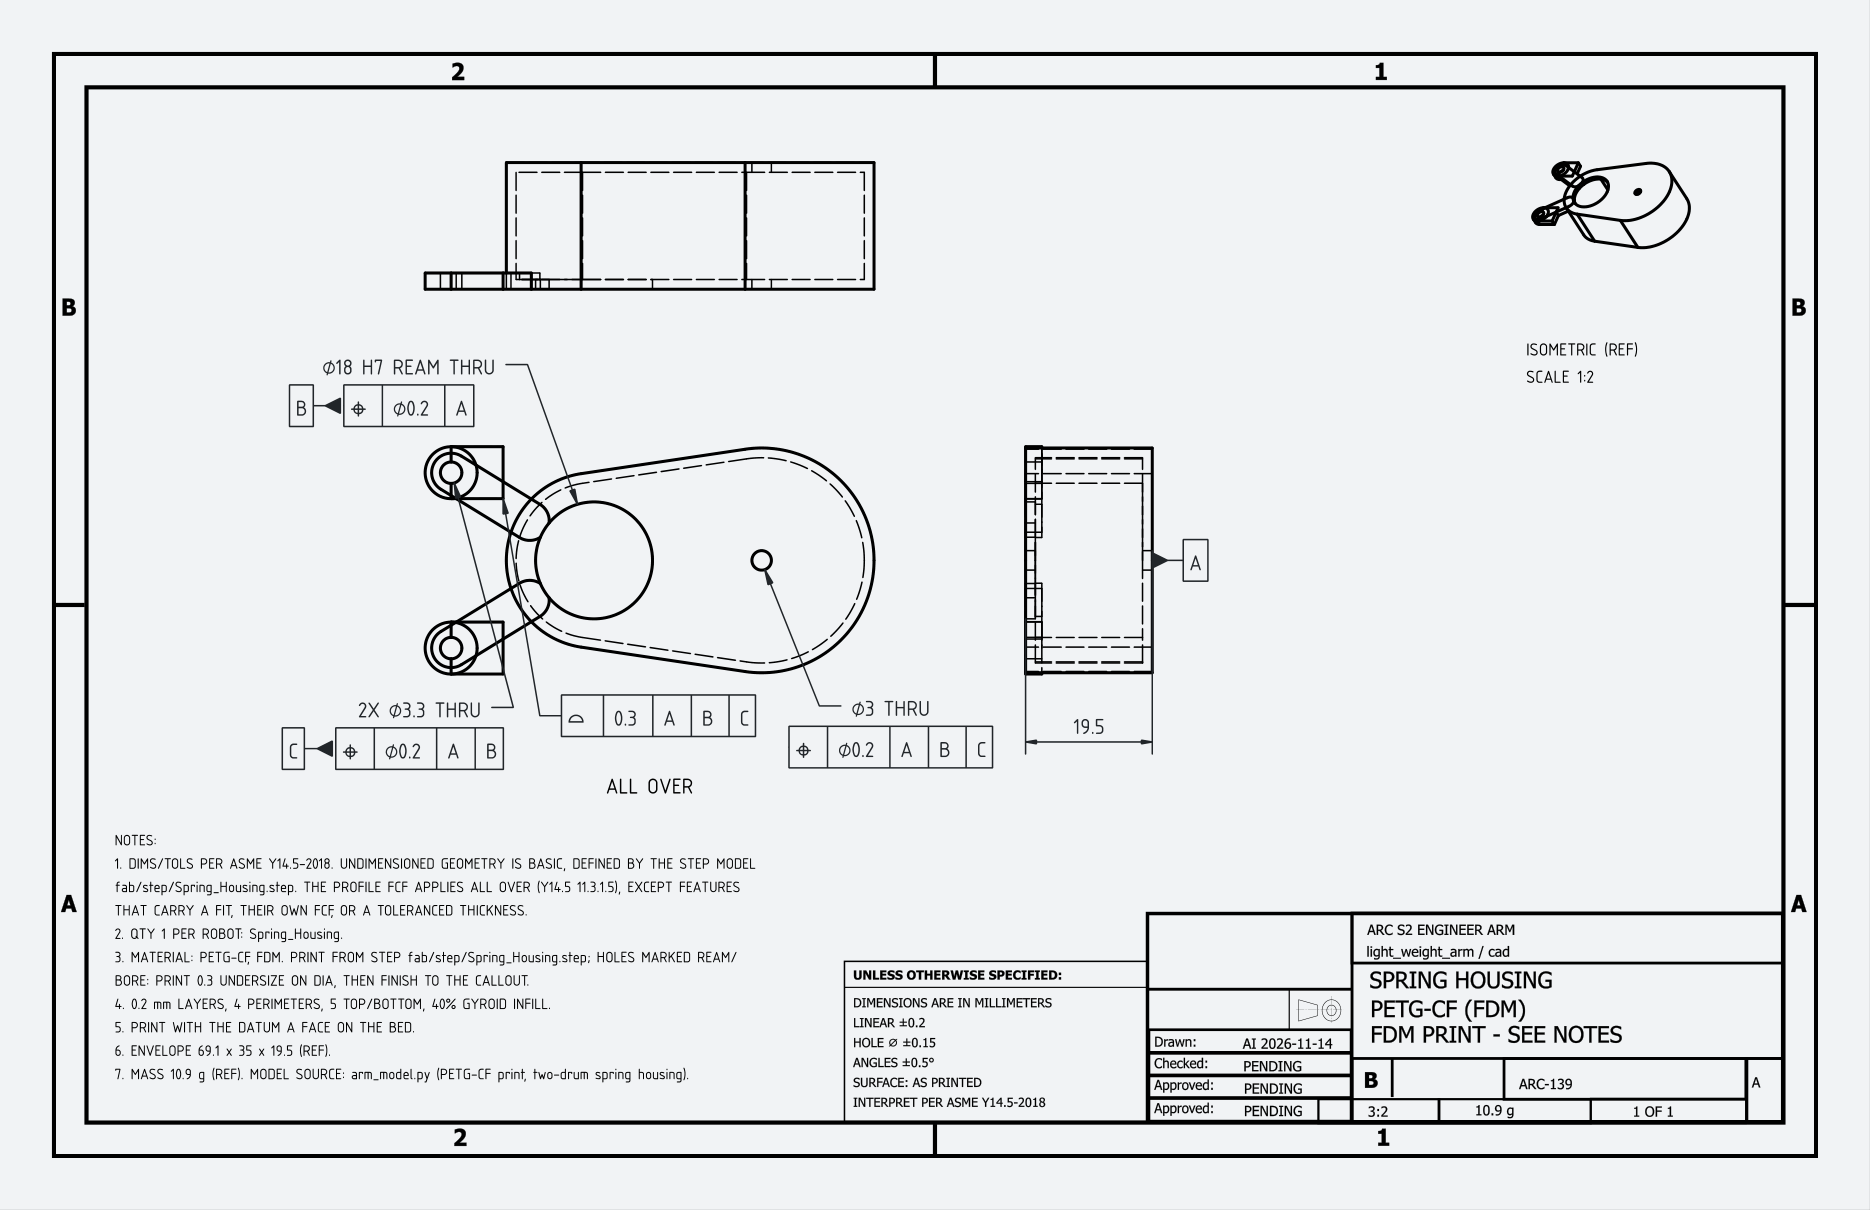 2
1
B
B
ISOMETRIC (REF)
SCALE 1:2
⌀18 H7 REAM THRU
B
⌖ ⌀0.2 A
A
2X ⌀3.3 THRU
C
⌖ ⌀0.2 A B
⌓ 0.3 A B C
ALL OVER
⌀3 THRU
⌖ ⌀0.2 A B C
19.5
A
A
NOTES:
1. DIMS/TOLS PER ASME Y14.5-2018. UNDIMENSIONED GEOMETRY IS BASIC, DEFINED BY THE STEP MODEL
fab/step/Spring_Housing.step. THE PROFILE FCF APPLIES ALL OVER (Y14.5 11.3.1.5), EXCEPT FEATURES
THAT CARRY A FIT, THEIR OWN FCF, OR A TOLERANCED THICKNESS.
2. QTY 1 PER ROBOT: Spring_Housing.
3. MATERIAL: PETG-CF, FDM. PRINT FROM STEP fab/step/Spring_Housing.step; HOLES MARKED REAM/
BORE: PRINT 0.3 UNDERSIZE ON DIA, THEN FINISH TO THE CALLOUT.
4. 0.2 mm LAYERS, 4 PERIMETERS, 5 TOP/BOTTOM, 40% GYROID INFILL.
5. PRINT WITH THE DATUM A FACE ON THE BED.
6. ENVELOPE 69.1 x 35 x 19.5 (REF).
7. MASS 10.9 g (REF). MODEL SOURCE: arm_model.py (PETG-CF print, two-drum spring housing).
UNLESS OTHERWISE SPECIFIED:
DIMENSIONS ARE IN MILLIMETERS
LINEAR ±0.2
HOLE ⌀ ±0.15
ANGLES ±0.5°
SURFACE: AS PRINTED
INTERPRET PER ASME Y14.5-2018
Drawn: AI 2026-11-14
Checked: PENDING
Approved: PENDING
Approved: PENDING
ARC S2 ENGINEER ARM
light_weight_arm / cad
SPRING HOUSING
PETG-CF (FDM)
FDM PRINT - SEE NOTES
B
ARC-139
A
3:2
10.9 g
1 OF 1
2
1